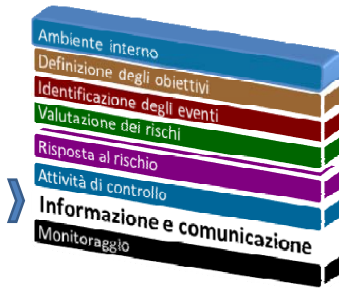 Ambiente interno
Definizione degli obiettivi
Identificazione degli eventi
Valutazione dei rischi
Risposta al rischio
Attività di controllo
Informazione e comunicazione
Monitoraggio